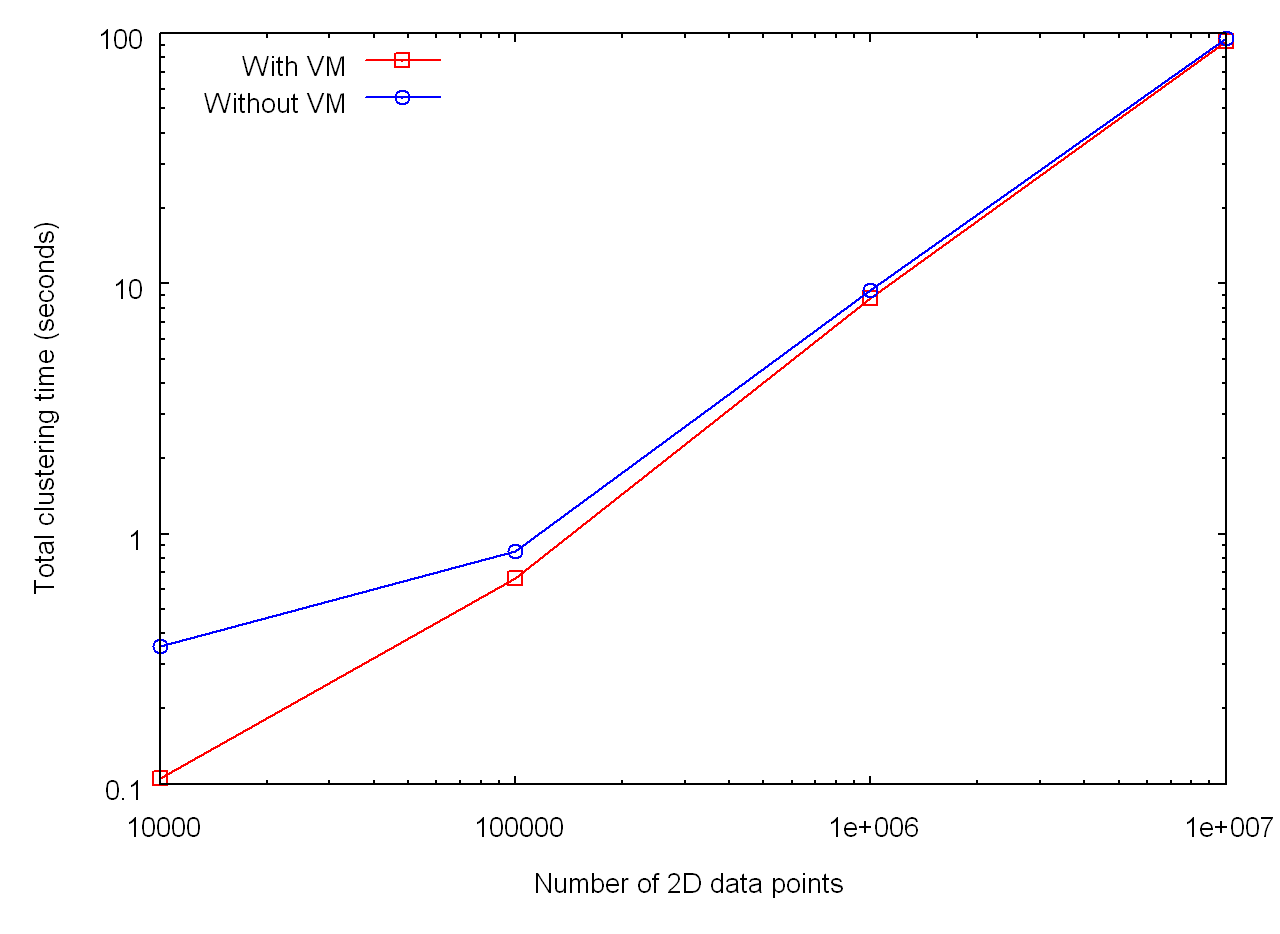 100
With VM
Without VM
10
Total clustering time (seconds)
1
0.1
10000 100000 1e+006 1e+007
Number of 2D data points